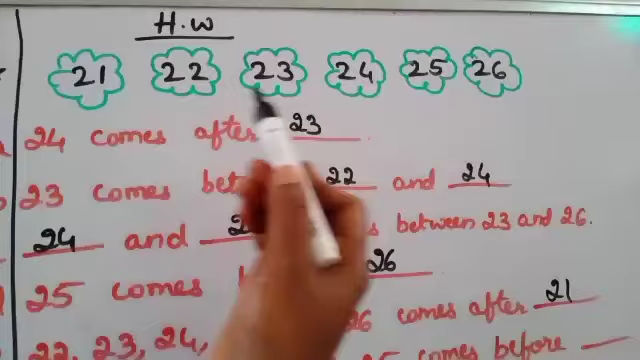 H.W
21 22 23 24 25 26
24 comes after 23
23 comes 22 and 24
24 and between 23 and 26.
25 comes 26
26 comes after 21
22, 23, 24, comes before